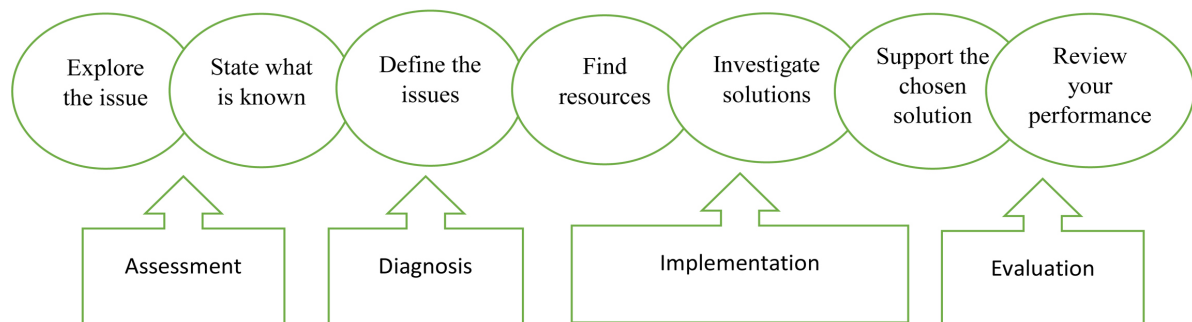 Explore
the issue
State what
is known
Define the
issues
Find
resources
Investigate
solutions
Support the
chosen
solution
Review
your
performance
Assessment
Diagnosis
Implementation
Evaluation